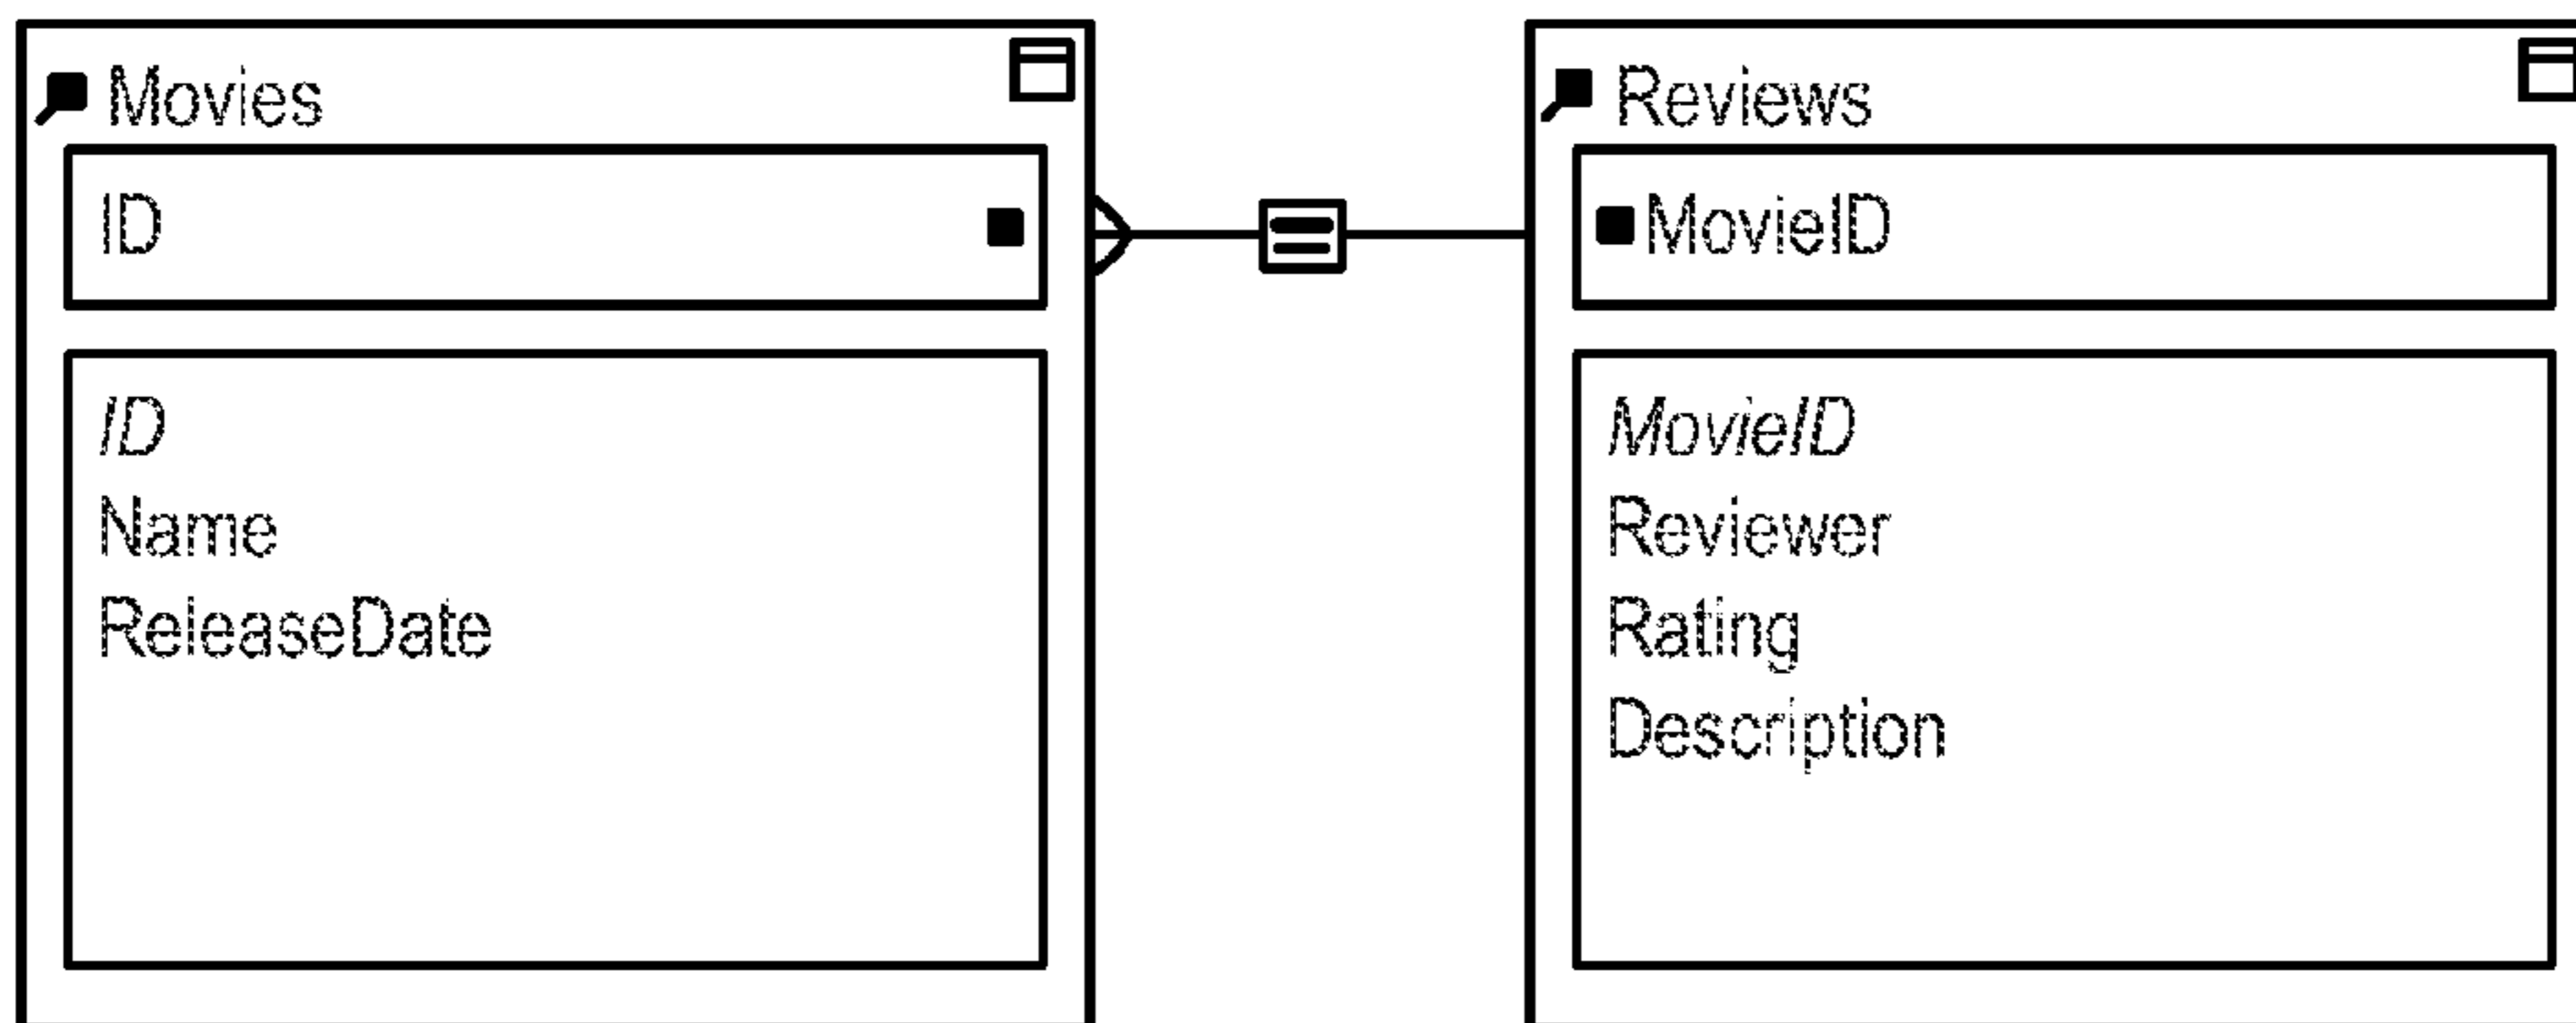 Movies
ID
ID
Name
ReleaseDate
Reviews
MovieID
MovieID
Reviewer
Rating
Description